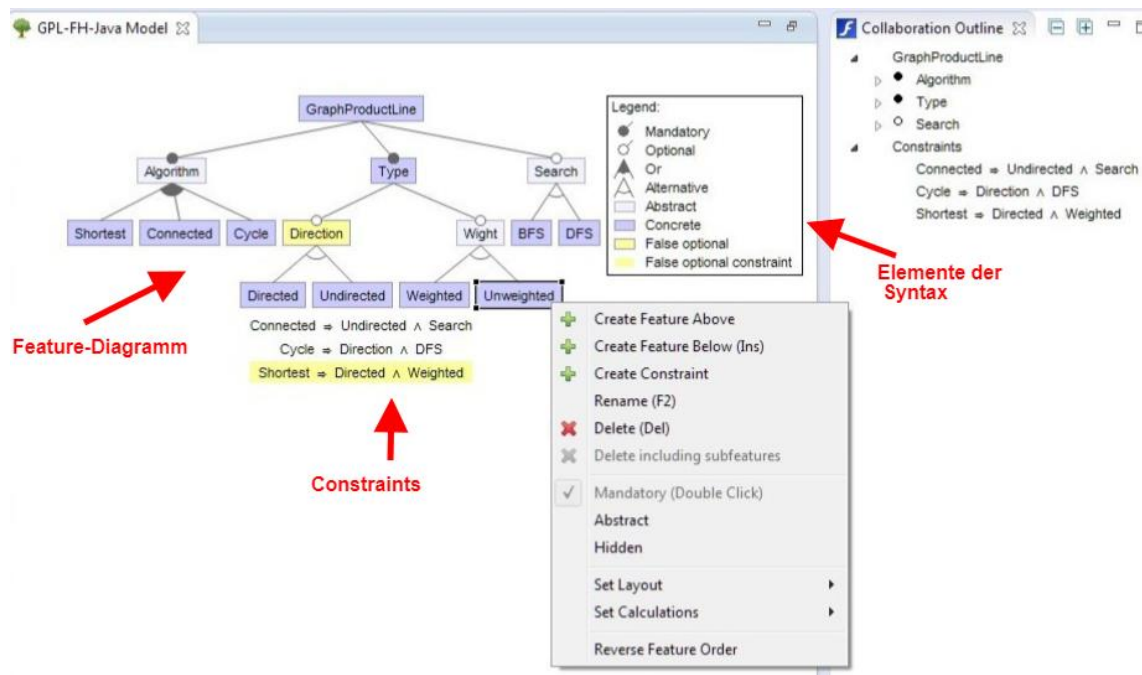 GPL-FH-Java Model
GraphProductLine
Algorithm Type Search
Shortest Connected Cycle Direction Wight BFS DFS
Directed Undirected Weighted Unweighted
Connected ⇒ Undirected ∧ Search
Cycle ⇒ Direction ∧ DFS
Shortest ⇒ Directed ∧ Weighted
Legend:
Mandatory
Optional
Or
Alternative
Abstract
Concrete
False optional
False optional constraint
Feature-Diagramm
Constraints
Create Feature Above
Create Feature Below (Ins)
Create Constraint
Rename (F2)
Delete (Del)
Delete including subfeatures
Mandatory (Double Click)
Abstract
Hidden
Set Layout
Set Calculations
Reverse Feature Order
Collaboration Outline
GraphProductLine
Algorithm
Type
Search
Constraints
Connected ⇒ Undirected ∧ Search
Cycle ⇒ Direction ∧ DFS
Shortest ⇒ Directed ∧ Weighted
Elemente der
Syntax